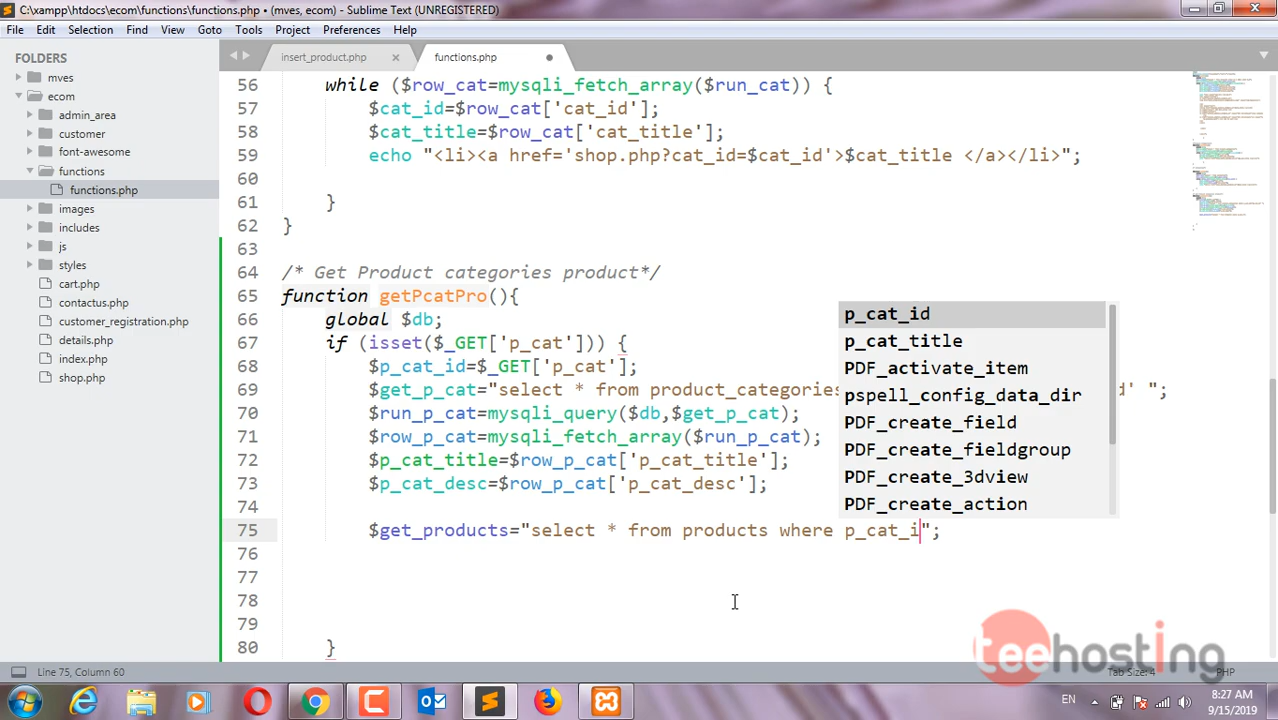 C:\xampp\htdocs\ecom\functions\functions.php • (mves, ecom) - Sublime Text (UNREGISTERED)
File Edit Selection Find View Goto Tools Project Preferences Help
FOLDERS
mves
ecom
admin_area
customer
font-awesome
functions
functions.php
images
includes
js
styles
cart.php
contactus.php
customer_registration.php
details.php
index.php
shop.php
insert_product.php
functions.php
56 while ($row_cat=mysqli_fetch_array($run_cat)) {
57 $cat_id=$row_cat['cat_id'];
58 $cat_title=$row_cat['cat_title'];
59 echo "<li><a href='shop.php?cat_id=$cat_id'>$cat_title </a></li>";
60
61 }
62 }
63
64 /* Get Product categories product*/
65 function getPcatPro(){
66 global $db;
67 if (isset($_GET['p_cat'])) {
68 $p_cat_id=$_GET['p_cat'];
69 $get_p_cat="select * from product_categories d' ";
70 $run_p_cat=mysqli_query($db,$get_p_cat);
71 $row_p_cat=mysqli_fetch_array($run_p_cat);
72 $p_cat_title=$row_p_cat['p_cat_title'];
73 $p_cat_desc=$row_p_cat['p_cat_desc'];
74
75 $get_products="select * from products where p_cat_i";
76
77
78
79
80 }
p_cat_id
p_cat_title
PDF_activate_item
pspell_config_data_dir
PDF_create_field
PDF_create_fieldgroup
PDF_create_3dview
PDF_create_action
teehosting
Line 75, Column 60
Tab Size: 4
PHP
EN
8:27 AM
9/15/2019